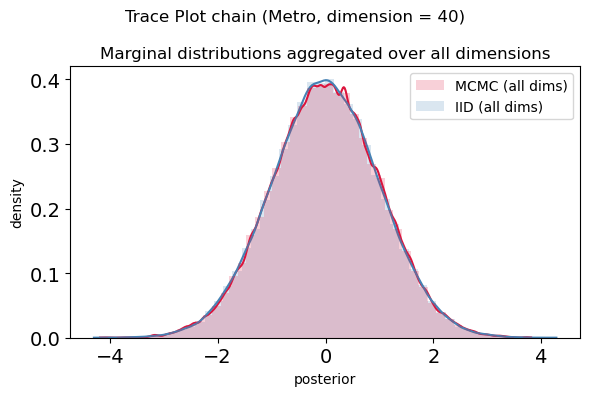 Trace Plot chain (Metro, dimension = 40)
Marginal distributions aggregated over all dimensions
MCMC (all dims)
IID (all dims)
density
0.4
0.3
0.2
0.1
0.0
−4
−2
0
2
4
posterior